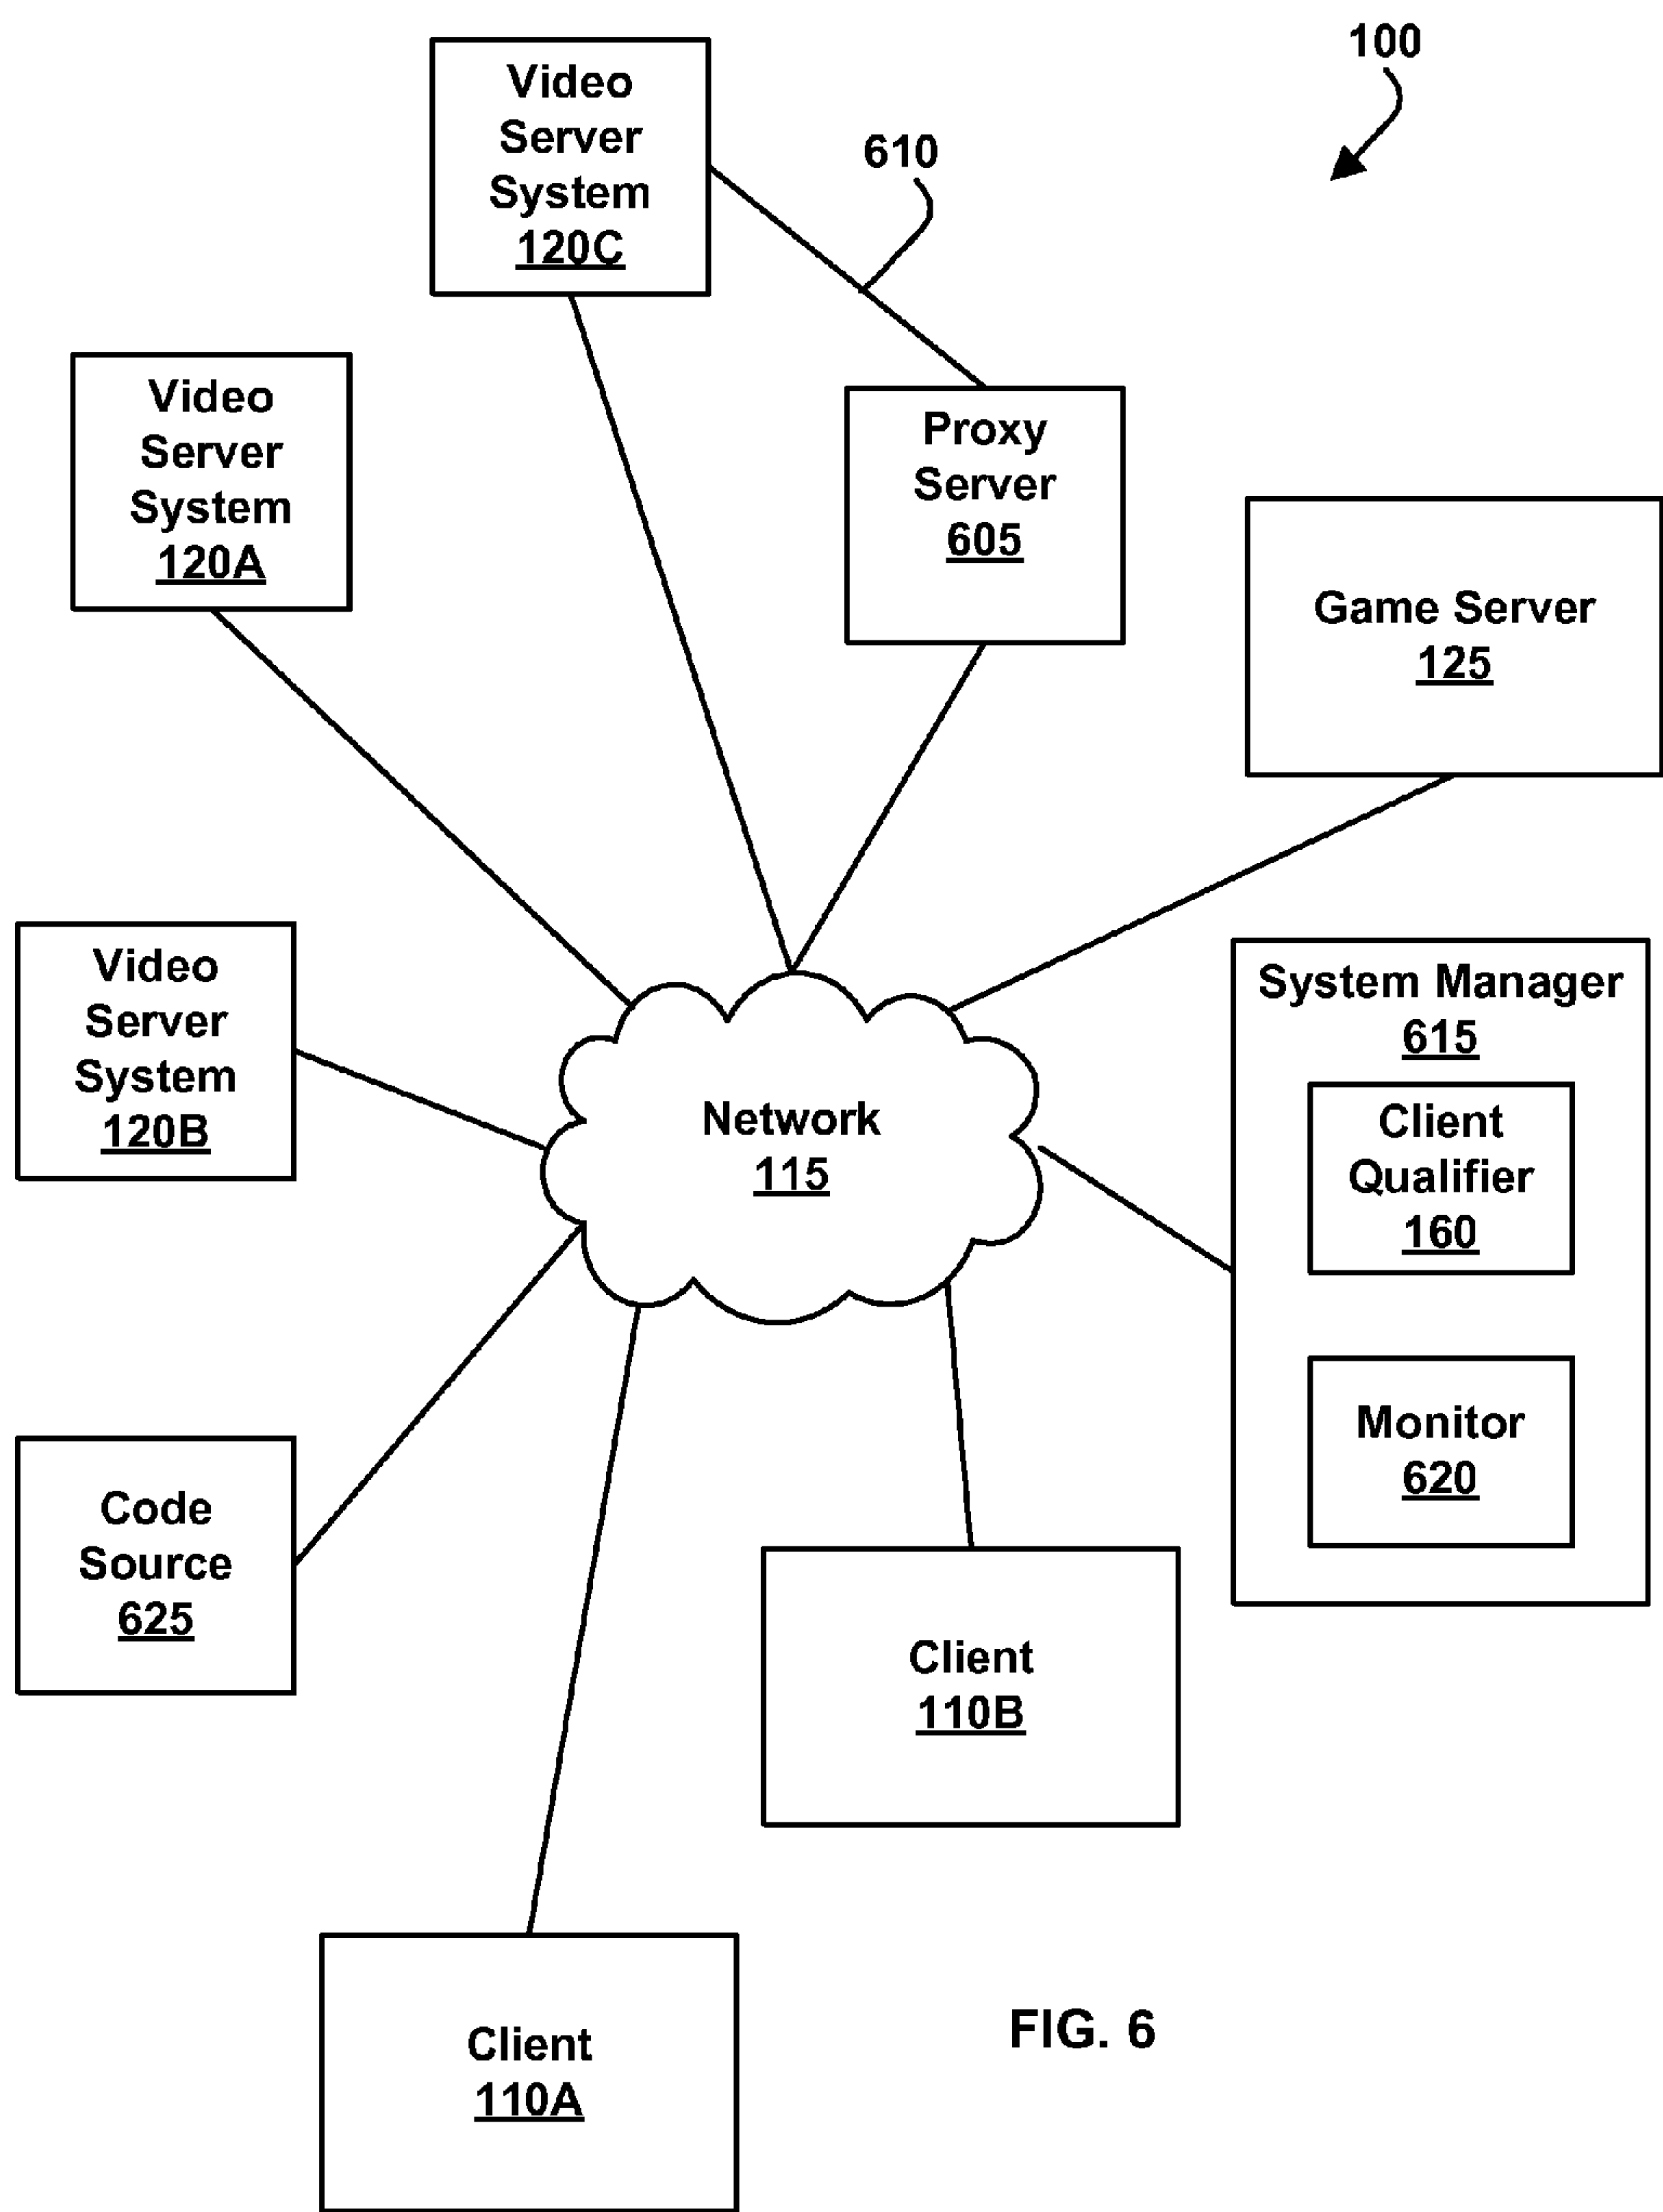 100
Video
Server
System
120C
610
Video
Server
System
120A
Proxy
Server
605
Game Server
125
Video
Server
System
120B
System Manager
615
Client
Qualifier
160
Network
115
Monitor
620
Code
Source
625
Client
110B
Client
110A
FIG. 6